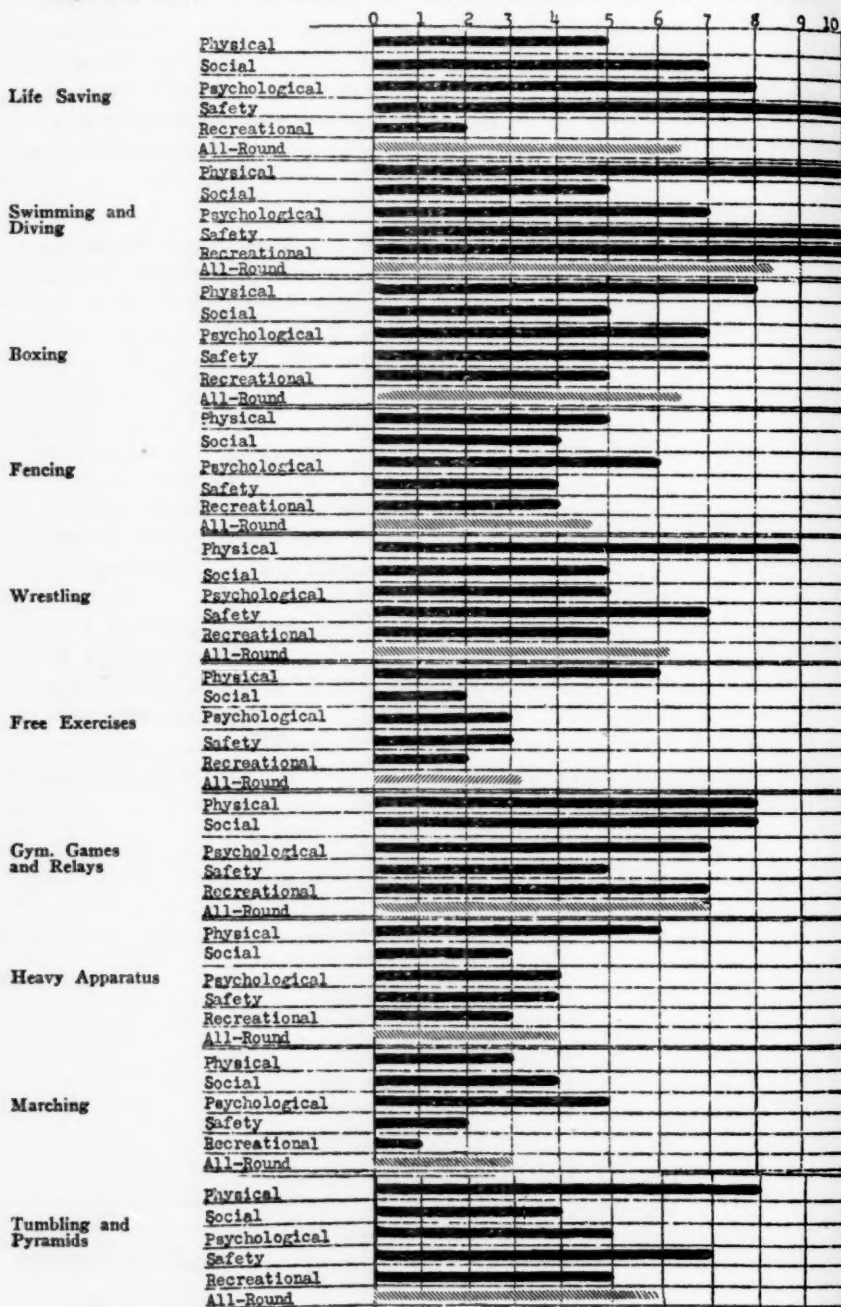 0 1 2 3 4 5 6 7 8 9 10
Life Saving
Physical
Social
Psychological
Safety
Recreational
All-Round
Swimming and
Diving
Physical
Social
Psychological
Safety
Recreational
All-Round
Boxing
Physical
Social
Psychological
Safety
Recreational
All-Round
Fencing
Physical
Social
Psychological
Safety
Recreational
All-Round
Wrestling
Physical
Social
Psychological
Safety
Recreational
All-Round
Free Exercises
Physical
Social
Psychological
Safety
Recreational
All-Round
Gym. Games
and Relays
Physical
Social
Psychological
Safety
Recreational
All-Round
Heavy Apparatus
Physical
Social
Psychological
Safety
Recreational
All-Round
Marching
Physical
Social
Psychological
Safety
Recreational
All-Round
Tumbling and
Pyramids
Physical
Social
Psychological
Safety
Recreational
All-Round